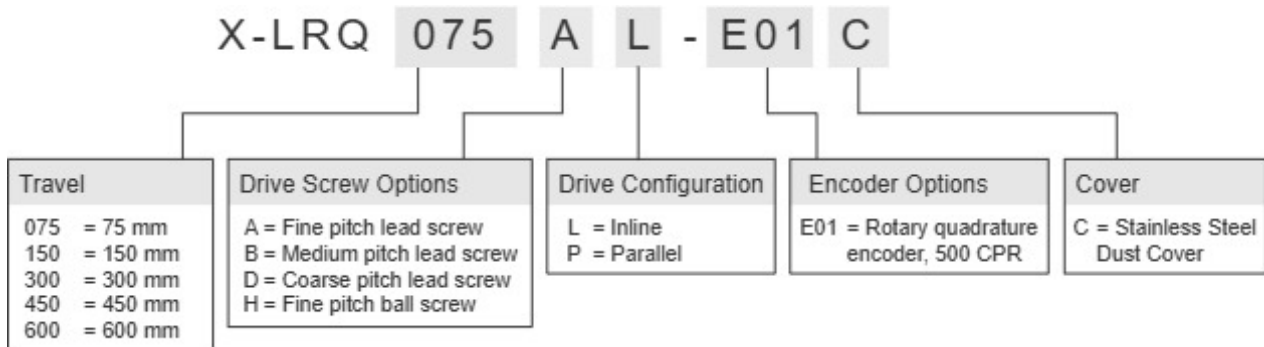 X-LRQ 075 A L - E01 C
Travel
075 = 75 mm
150 = 150 mm
300 = 300 mm
450 = 450 mm
600 = 600 mm
Drive Screw Options
A = Fine pitch lead screw
B = Medium pitch lead screw
D = Coarse pitch lead screw
H = Fine pitch ball screw
Drive Configuration
L = Inline
P = Parallel
Encoder Options
E01 = Rotary quadrature
encoder, 500 CPR
Cover
C = Stainless Steel
Dust Cover